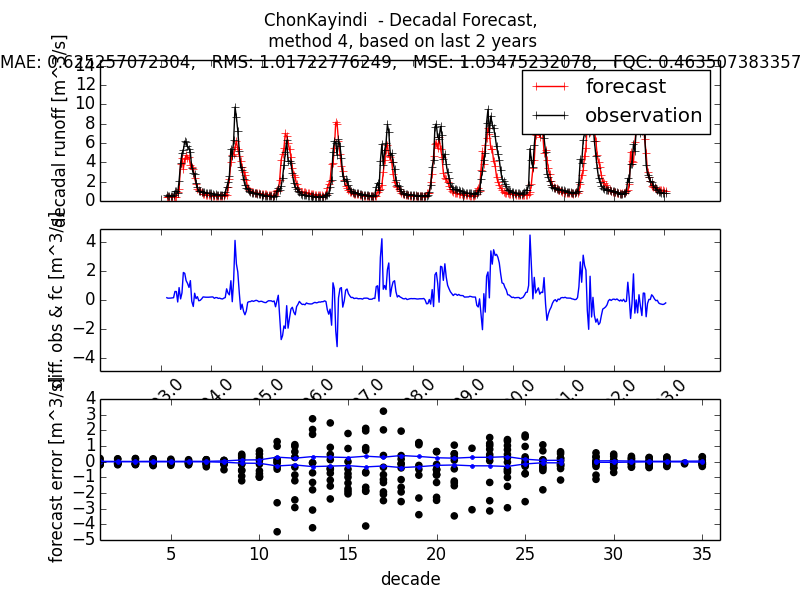 ChonKayindi - Decadal Forecast,
method 4, based on last 2 years
MAE: 0.625257072304, RMS: 1.01722776249, MSE: 1.03475232078, FQC: 0.463507383357
decadal runoff [m^3/s]
14
12
10
8
6
4
2
0
forecast
observation
diff. obs & fc [m^3/s]
4
2
0
−2
−4
forecast error [m^3/s]
4
3
2
1
0
−1
−2
−3
−4
−5
5 10 15 20 25 30 35
decade